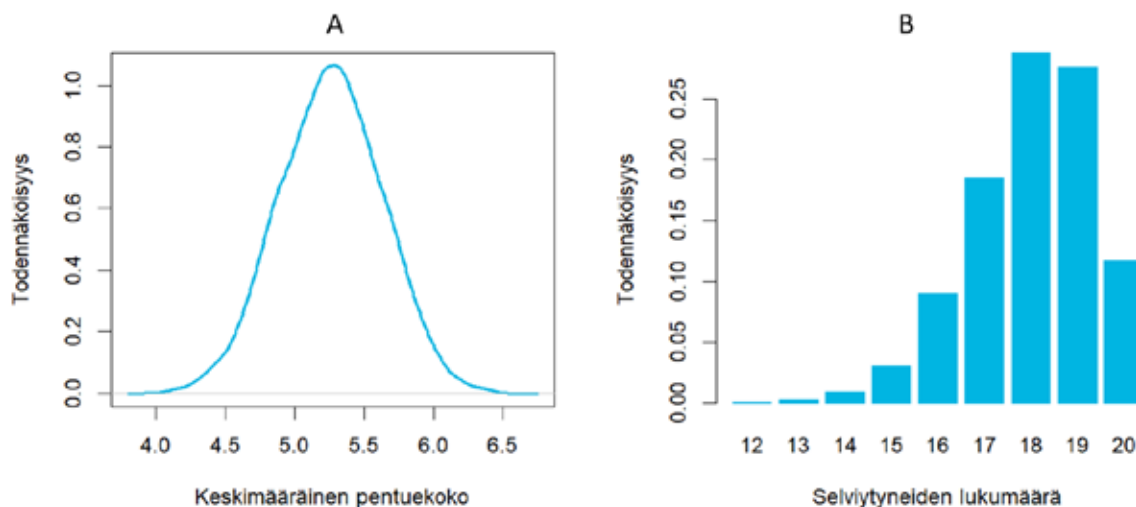 A
Todennäköisyys
1.0
0.8
0.6
0.4
0.2
0.0
4.0 4.5 5.0 5.5 6.0 6.5
Keskimääräinen pentuekoko
B
Todennäköisyys
0.25
0.20
0.15
0.10
0.05
0.00
12 13 14 15 16 17 18 19 20
Selviytyneiden lukumäärä